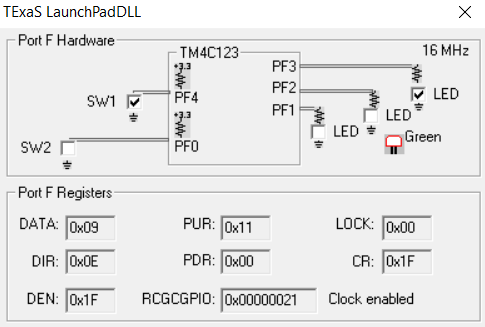 TExaS LaunchPadDLL
Port F Hardware
TM4C123
16 MHz
+3.3
PF3
SW1
PF4
PF2
LED
+3.3
PF1
LED
SW2
PF0
LED
Green
Port F Registers
DATA: 0x09 PUR: 0x11 LOCK: 0x00
DIR: 0x0E PDR: 0x00 CR: 0x1F
DEN: 0x1F RCGCGPIO: 0x00000021 Clock enabled